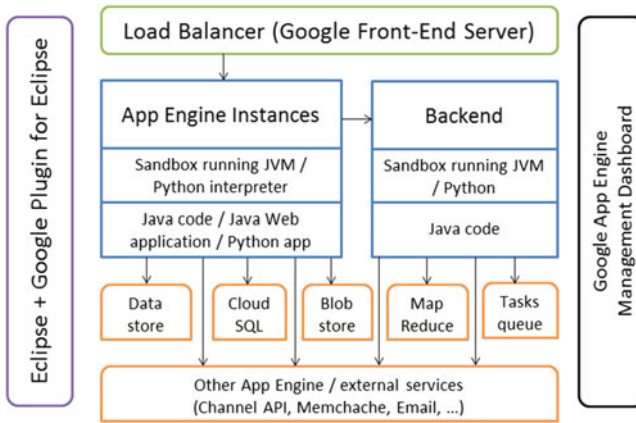 Load Balancer (Google Front-End Server)
Eclipse + Google Plugin for Eclipse
App Engine Instances
Sandbox running JVM /
Python interpreter
Java code / Java Web
application / Python app
Backend
Sandbox running JVM
/ Python
Java code
Google App Engine
Management Dashboard
Data
store
Cloud
SQL
Blob
store
Map
Reduce
Tasks
queue
Other App Engine / external services
(Channel API, Memchache, Email, ...)